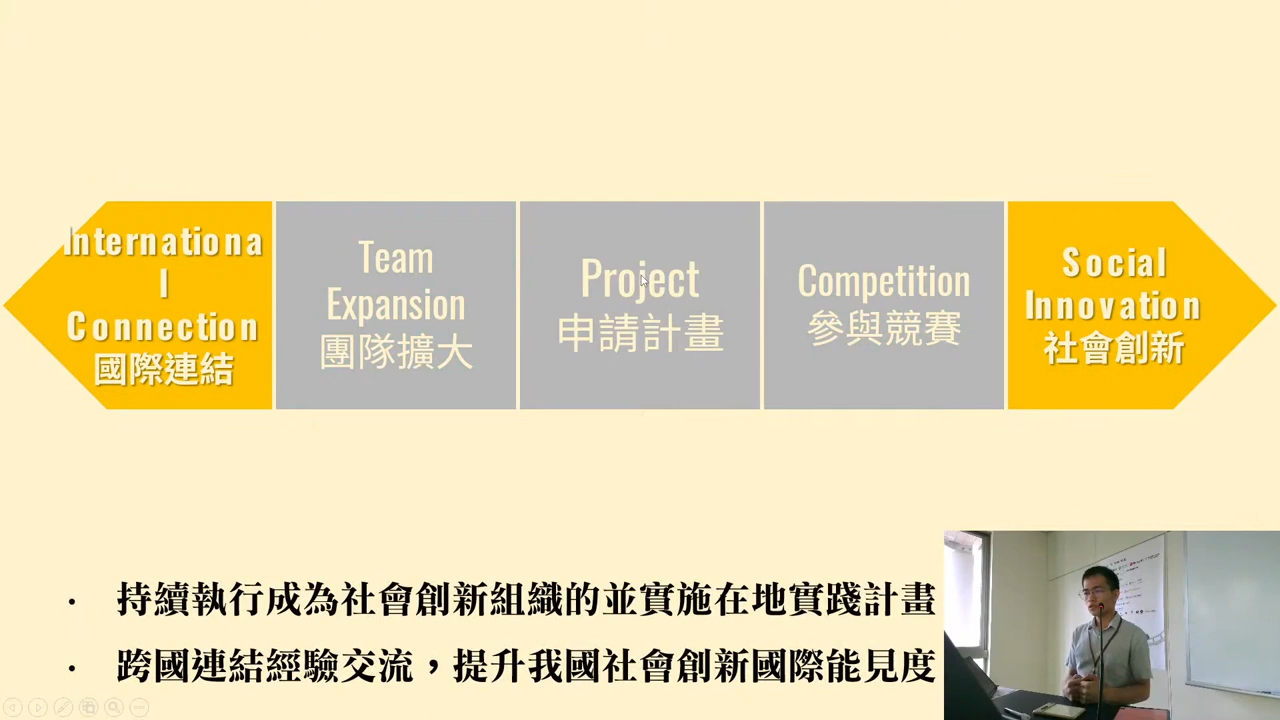 Internationa
l
Connection
國際連結
Team
Expansion
團隊擴大
Project
申請計畫
Competition
參與競賽
Social
Innovation
社會創新
• 持續執行成為社會創新組織的並實施在地實踐計畫
• 跨國連結經驗交流，提升我國社會創新國際能見度